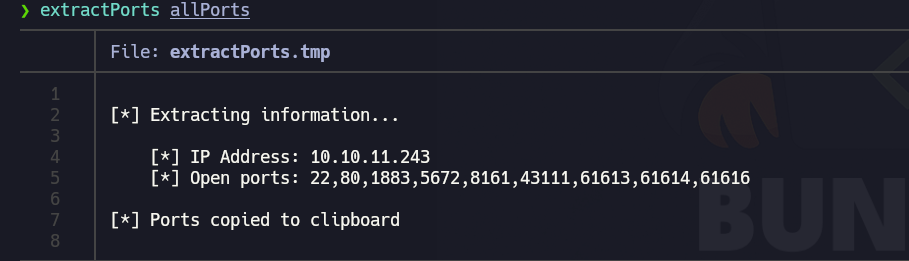 ❯ extractPorts allPorts
File: extractPorts.tmp
1
2 [*] Extracting information...
3
4 [*] IP Address: 10.10.11.243
5 [*] Open ports: 22,80,1883,5672,8161,43111,61613,61614,61616
6
7 [*] Ports copied to clipboard
8
BUN